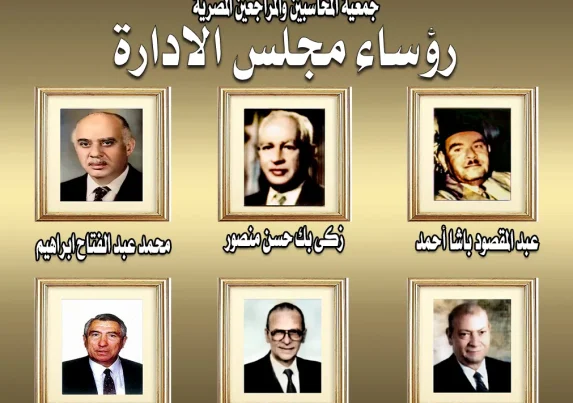 جمعية المحاسبين والمراجعين المصرية
رؤساء مجلس الادارة
عبد المقصود باشا أحمد
زكى بك حسن منصور
محمد عبد الفتاح ابراهيم